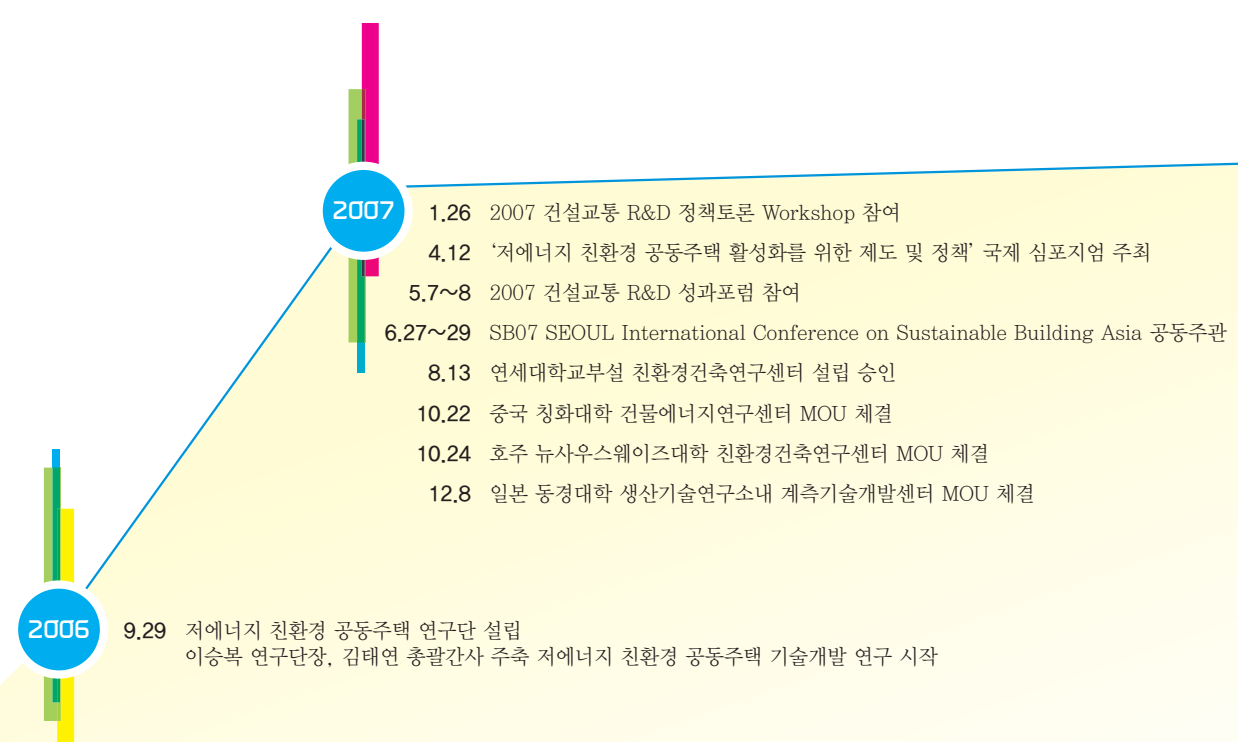 2007
1.26 2007 건설교통 R&D 정책토론 Workshop 참여
4.12 ‘저에너지 친환경 공동주택 활성화를 위한 제도 및 정책’ 국제 심포지엄 주최
5.7~8 2007 건설교통 R&D 성과포럼 참여
6.27~29 SB07 SEOUL International Conference on Sustainable Building Asia 공동주관
8.13 연세대학교부설 친환경건축연구센터 설립 승인
10.22 중국 칭화대학 건물에너지연구센터 MOU 체결
10.24 호주 뉴사우스웨이즈대학 친환경건축연구센터 MOU 체결
12.8 일본 동경대학 생산기술연구소내 계측기술개발센터 MOU 체결
2006
9.29 저에너지 친환경 공동주택 연구단 설립
이승복 연구단장, 김태연 총괄간사 주축 저에너지 친환경 공동주택 기술개발 연구 시작